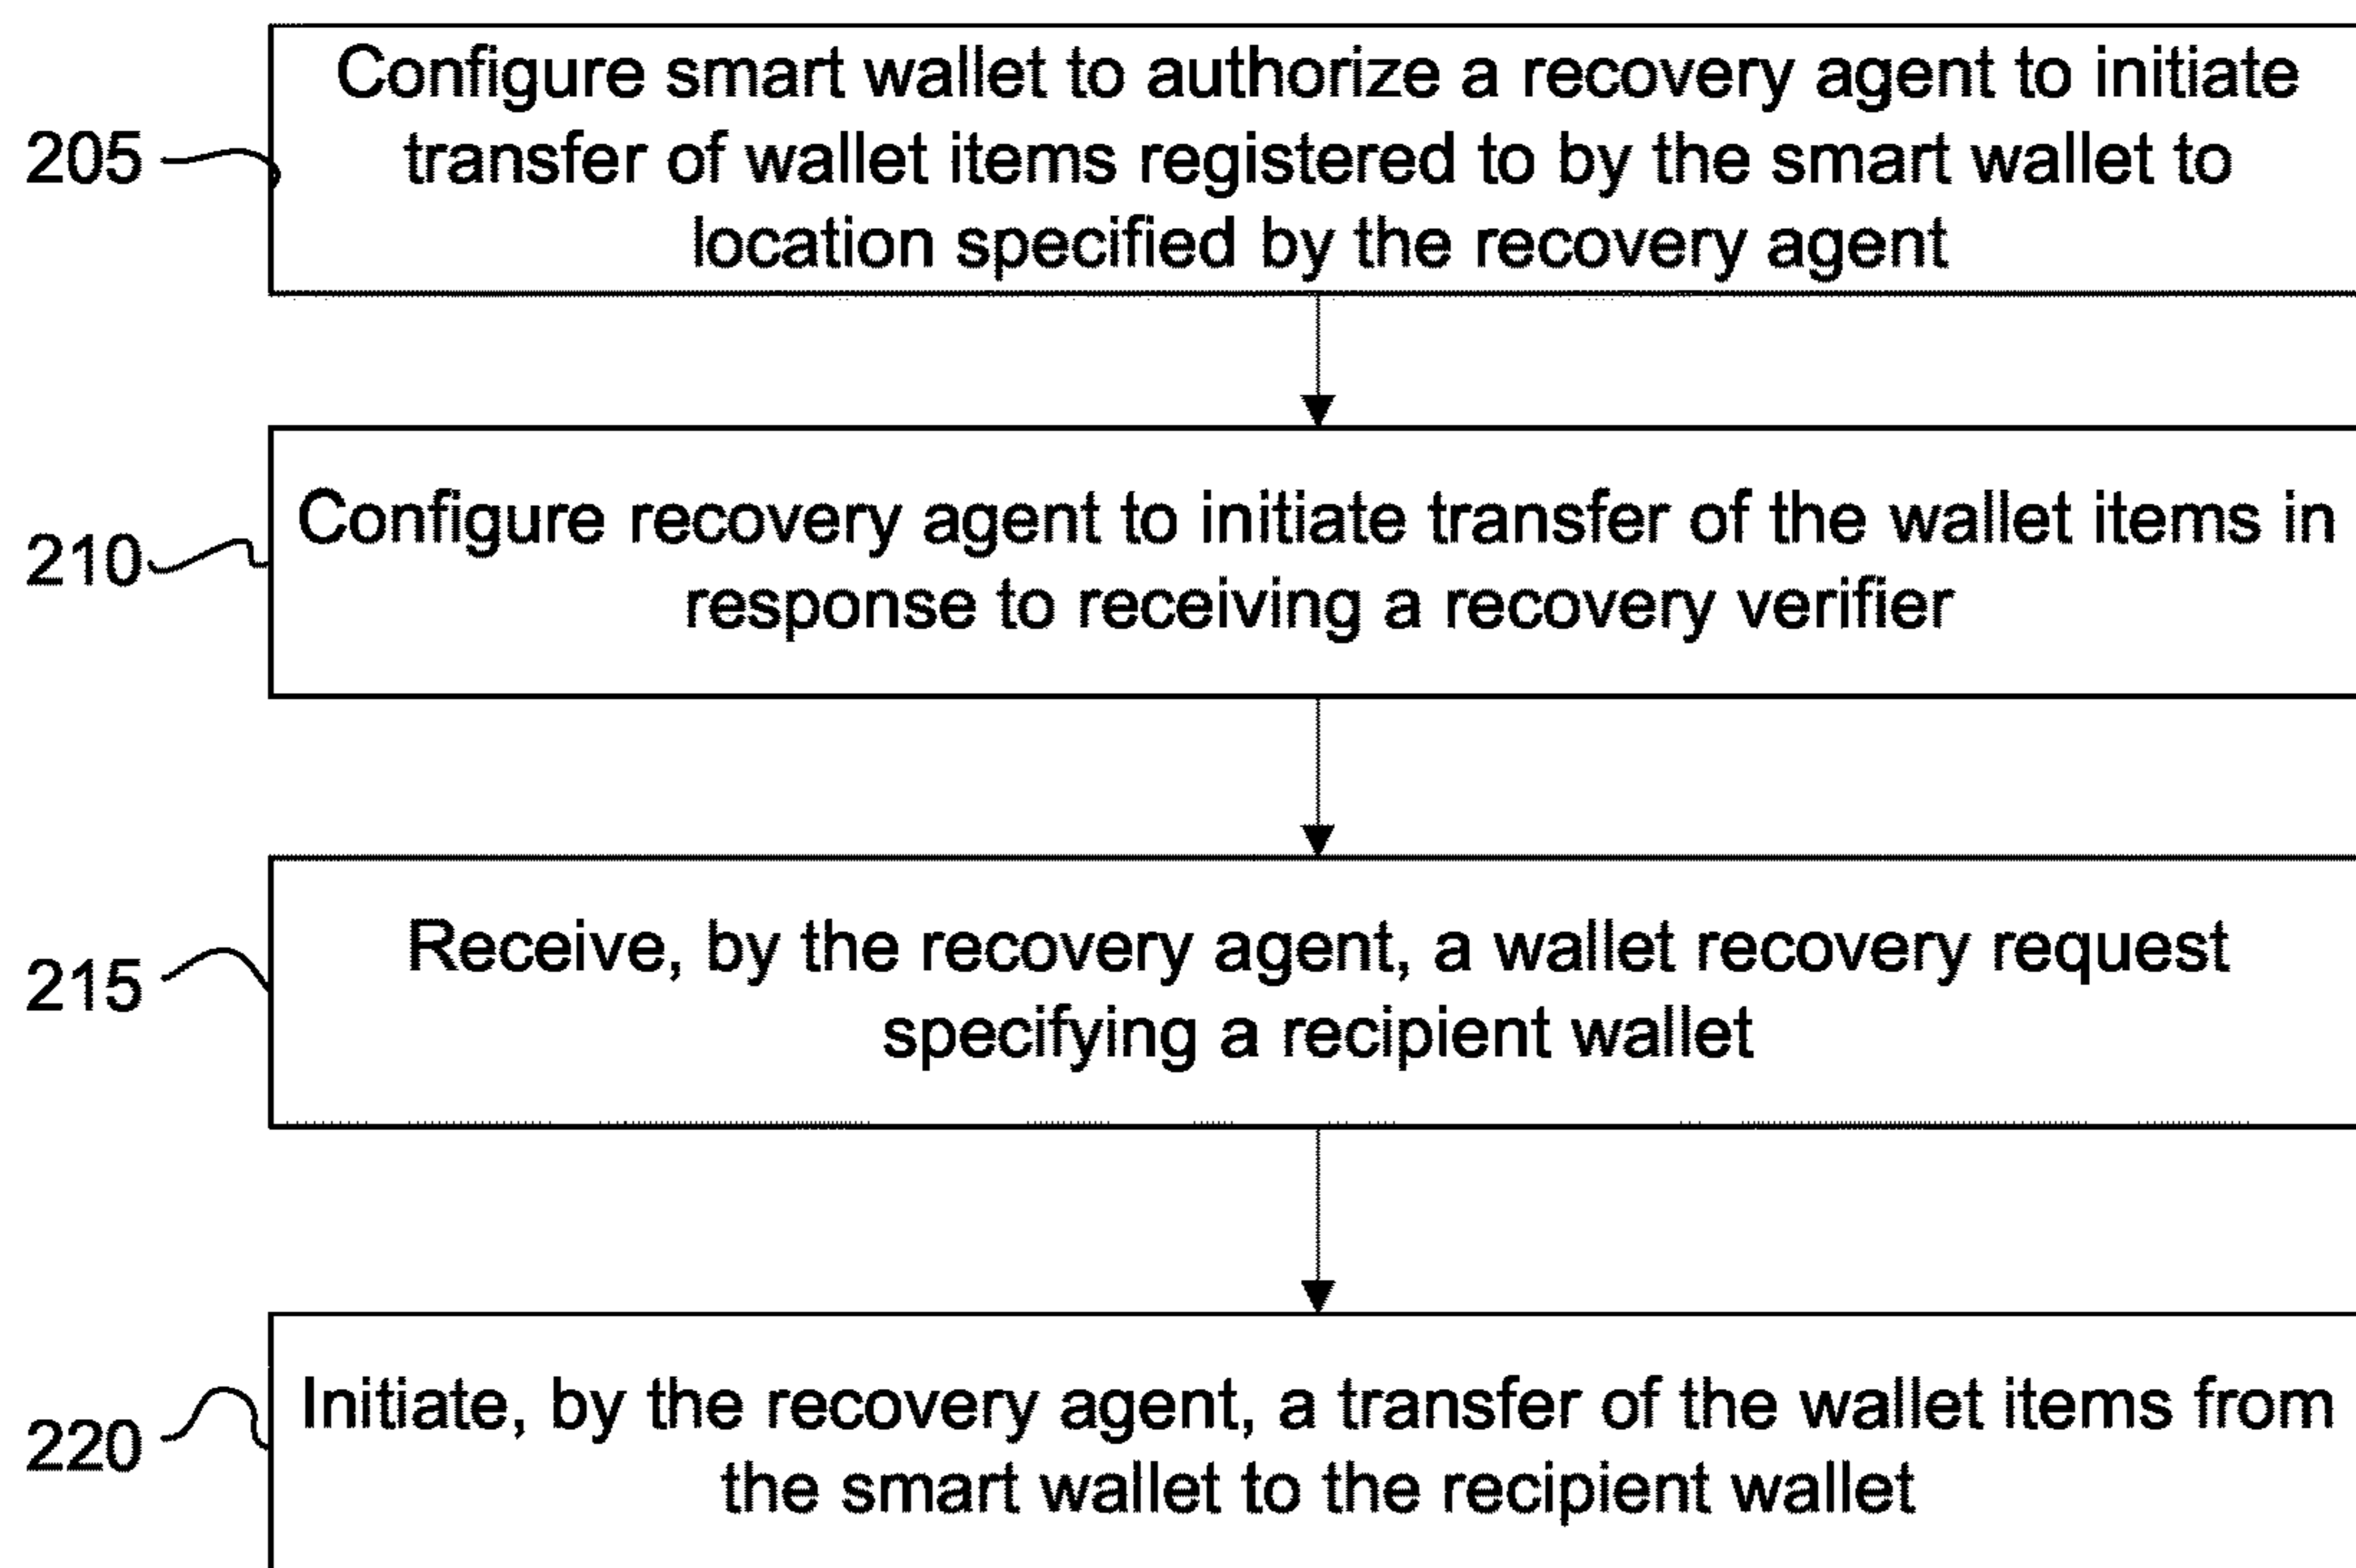 Configure smart wallet to authorize a recovery agent to initiate
205 transfer of wallet items registered to by the smart wallet to
location specified by the recovery agent
Configure recovery agent to initiate transfer of the wallet items in
210
response to receiving a recovery verifier
Receive, by the recovery agent, a wallet recovery request
215
specifying a recipient wallet
Initiate, by the recovery agent, a transfer of the wallet items from
220
the smart wallet to the recipient wallet